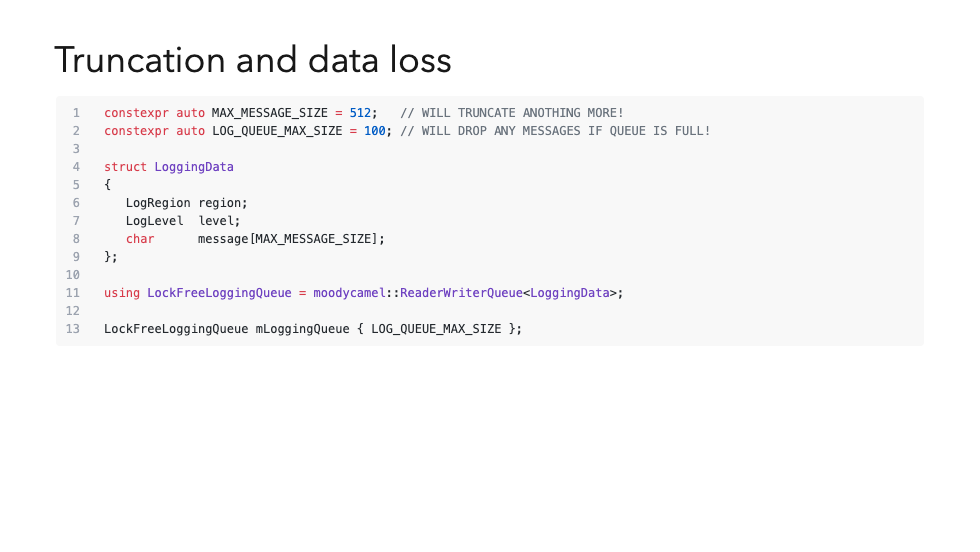 Truncation and data loss
1 constexpr auto MAX_MESSAGE_SIZE = 512;   // WILL TRUNCATE ANOTHING MORE!
2 constexpr auto LOG_QUEUE_MAX_SIZE = 100; // WILL DROP ANY MESSAGES IF QUEUE IS FULL!
3
4 struct LoggingData
5 {
6    LogRegion region;
7    LogLevel  level;
8    char      message[MAX_MESSAGE_SIZE];
9 };
10
11 using LockFreeLoggingQueue = moodycamel::ReaderWriterQueue<LoggingData>;
12
13 LockFreeLoggingQueue mLoggingQueue { LOG_QUEUE_MAX_SIZE };